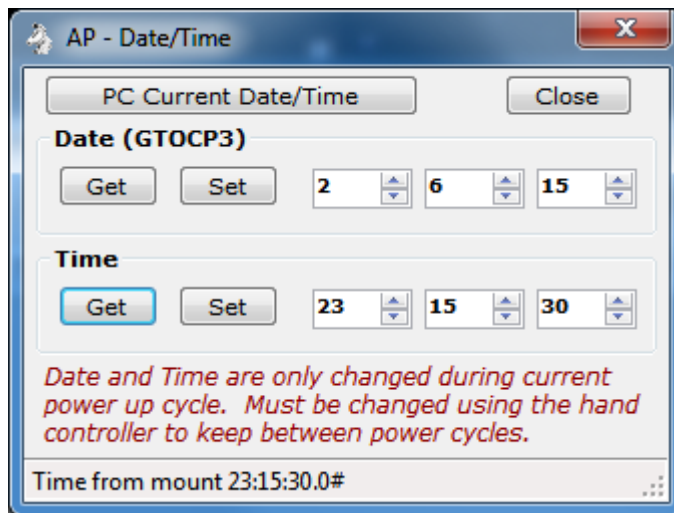 AP - Date/Time
PC Current Date/Time Close
Date (GTOCP3)
Get Set 2 6 15
Time
Get Set 23 15 30
Date and Time are only changed during current
power up cycle. Must be changed using the hand
controller to keep between power cycles.
Time from mount 23:15:30.0#